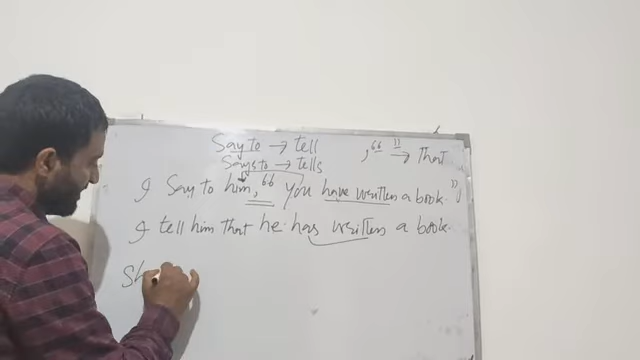 Say to → tell
Says to → tells
, " " → That
I Say to him, " You have written a book "
I tell him that he has written a book.
Sh